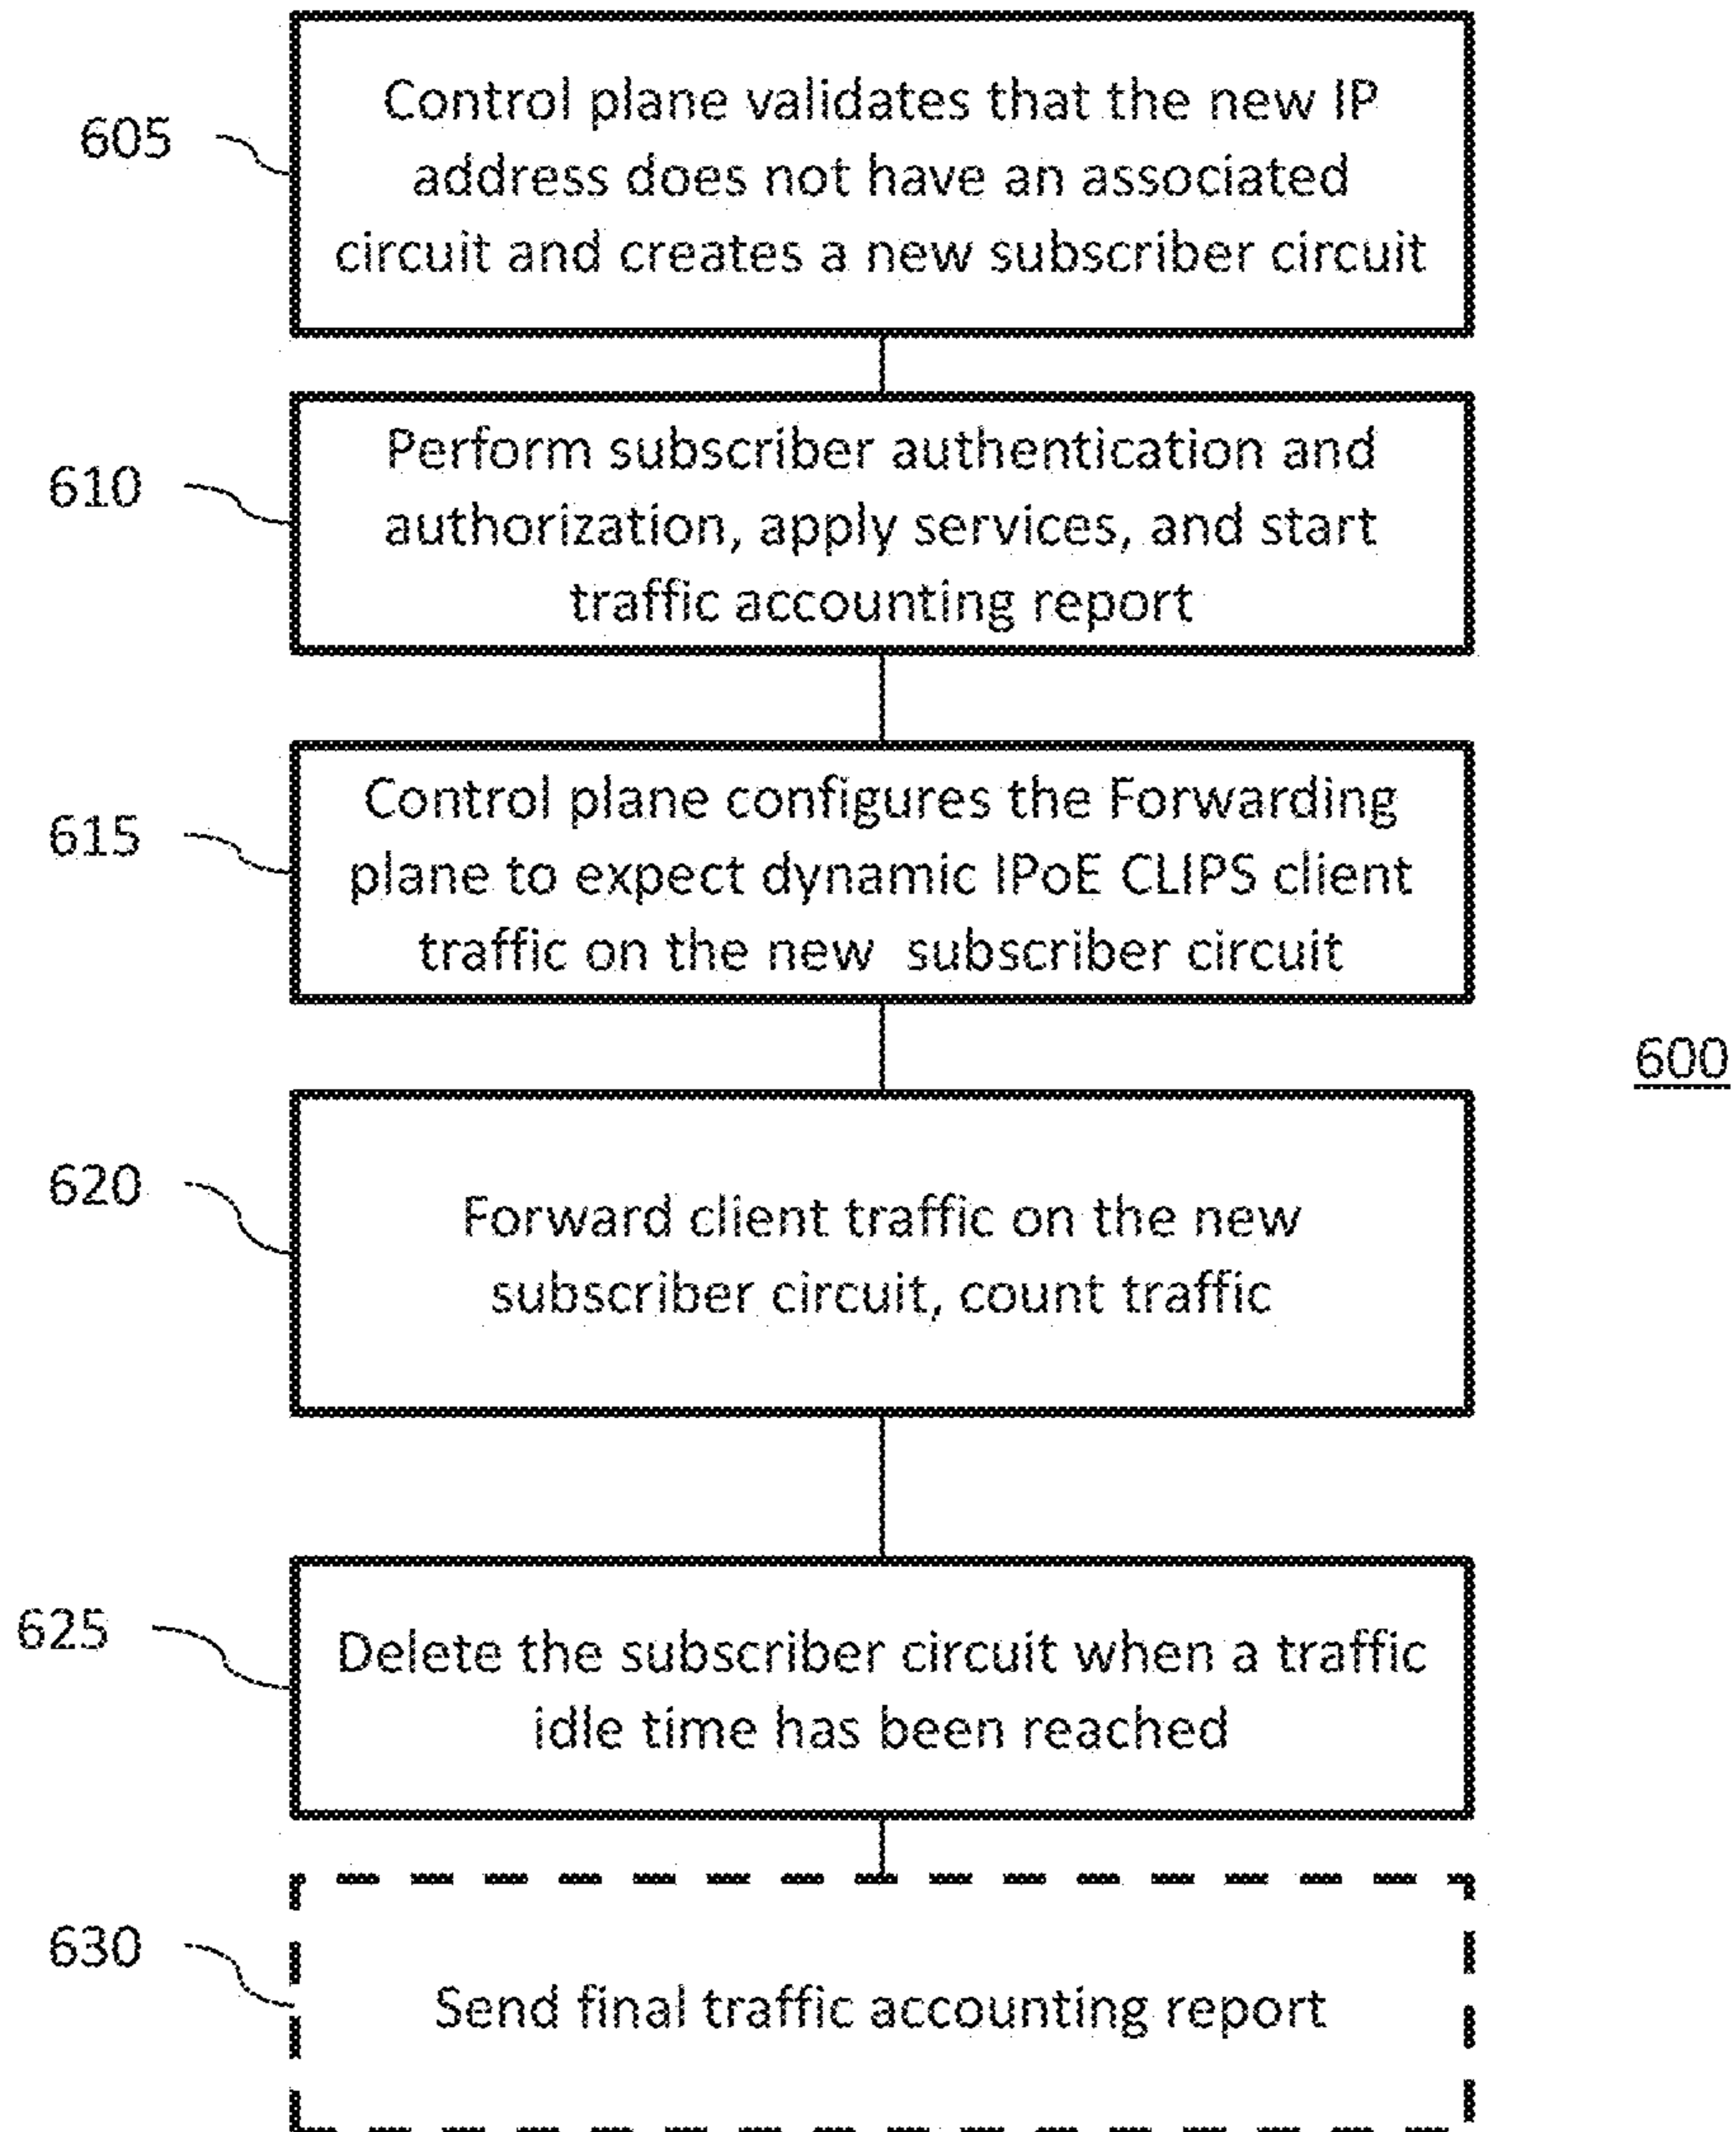 605
Control plane validates that the new IP
address does not have an associated
circuit and creates a new subscriber circuit
610
Perform subscriber authentication and
authorization, apply services, and start
traffic accounting report
615
Control plane configures the Forwarding
plane to expect dynamic IPoE CLIPS client
traffic on the new subscriber circuit
600
620
Forward client traffic on the new
subscriber circuit, count traffic
625
Delete the subscriber circuit when a traffic
idle time has been reached
630
Send final traffic accounting report